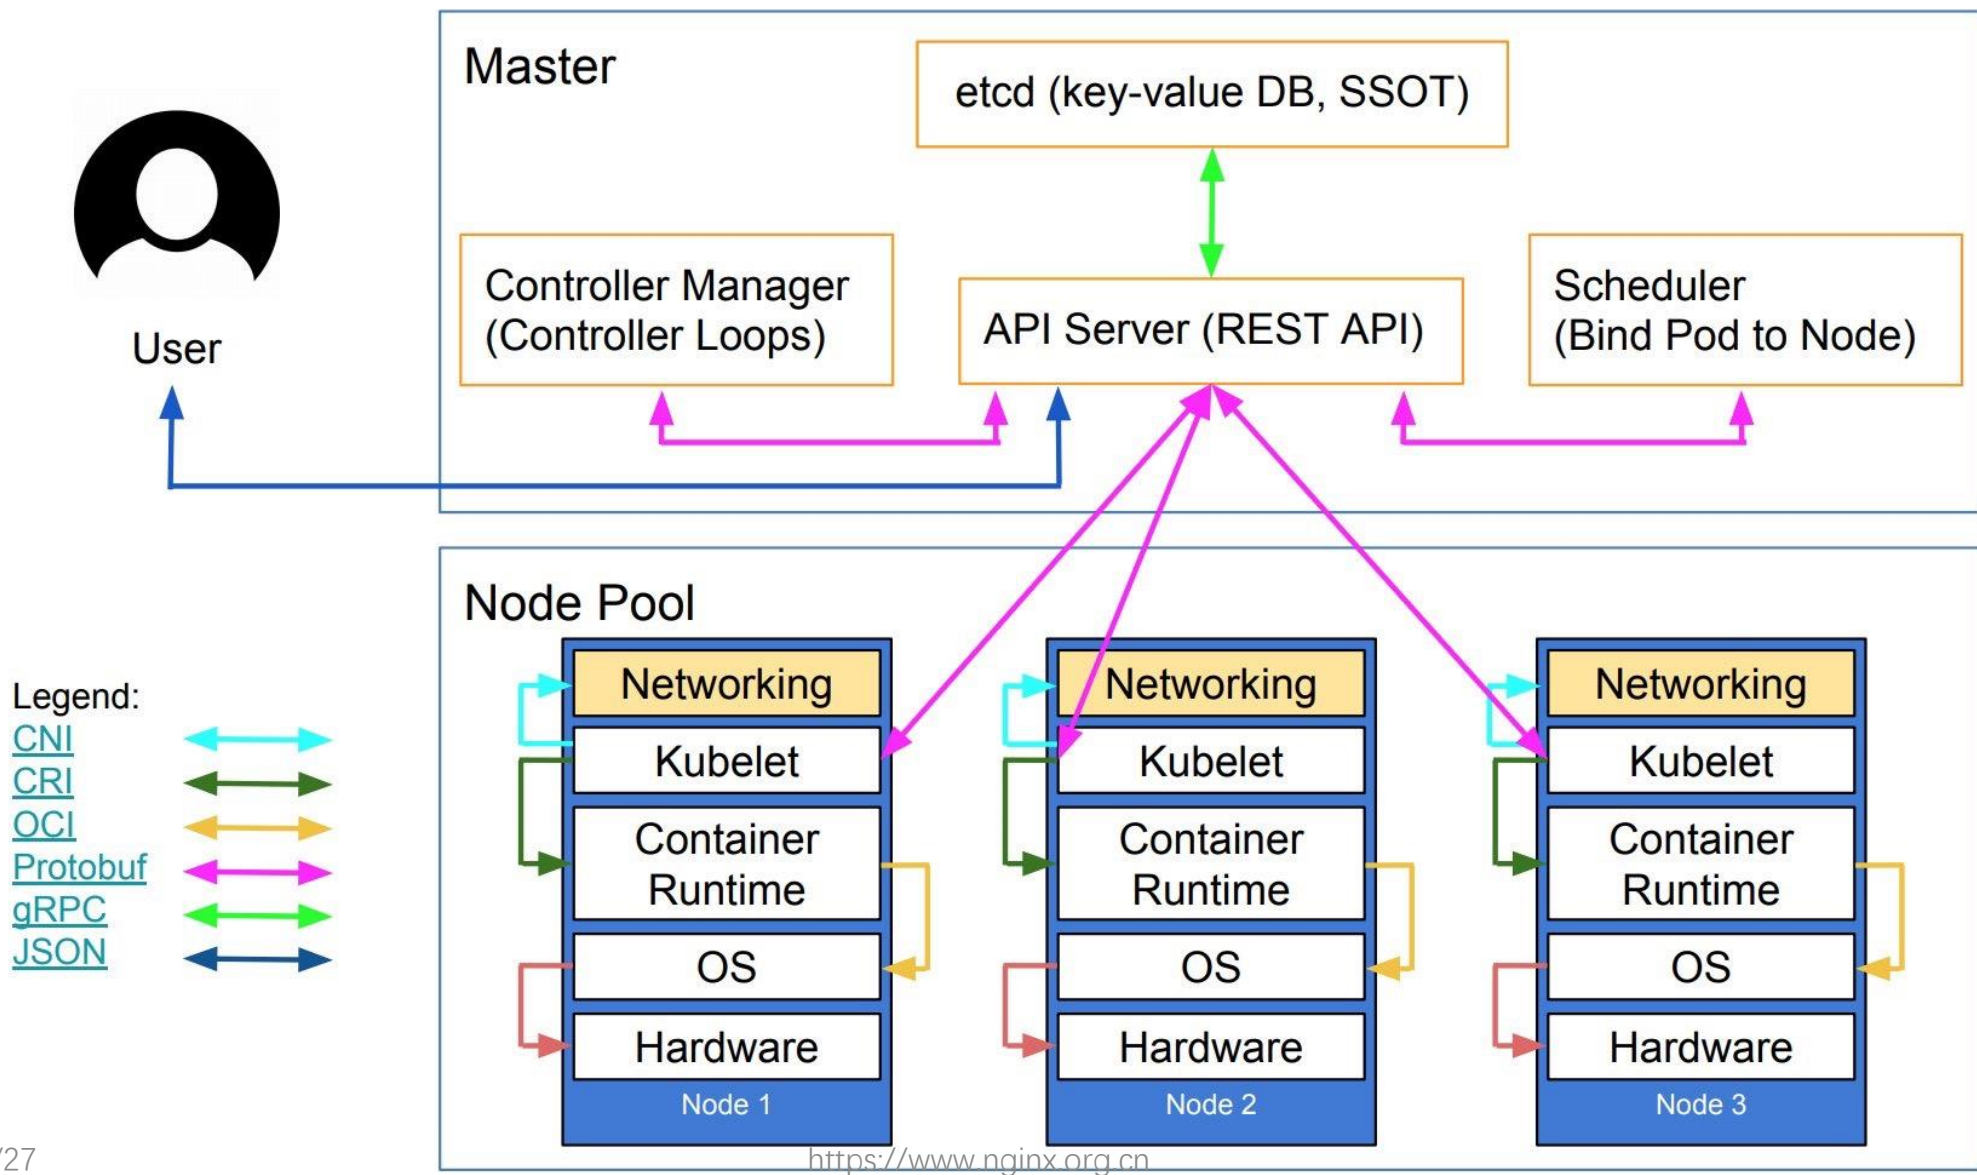 Master
etcd (key-value DB, SSOT)
Controller Manager
(Controller Loops)
API Server (REST API)
Scheduler
(Bind Pod to Node)
User
Node Pool
Networking
Kubelet
Container
Runtime
OS
Hardware
Node 1
Networking
Kubelet
Container
Runtime
OS
Hardware
Node 2
Networking
Kubelet
Container
Runtime
OS
Hardware
Node 3
Legend:
CNI
CRI
OCI
Protobuf
gRPC
JSON
/27
https://www.nginx.org.cn